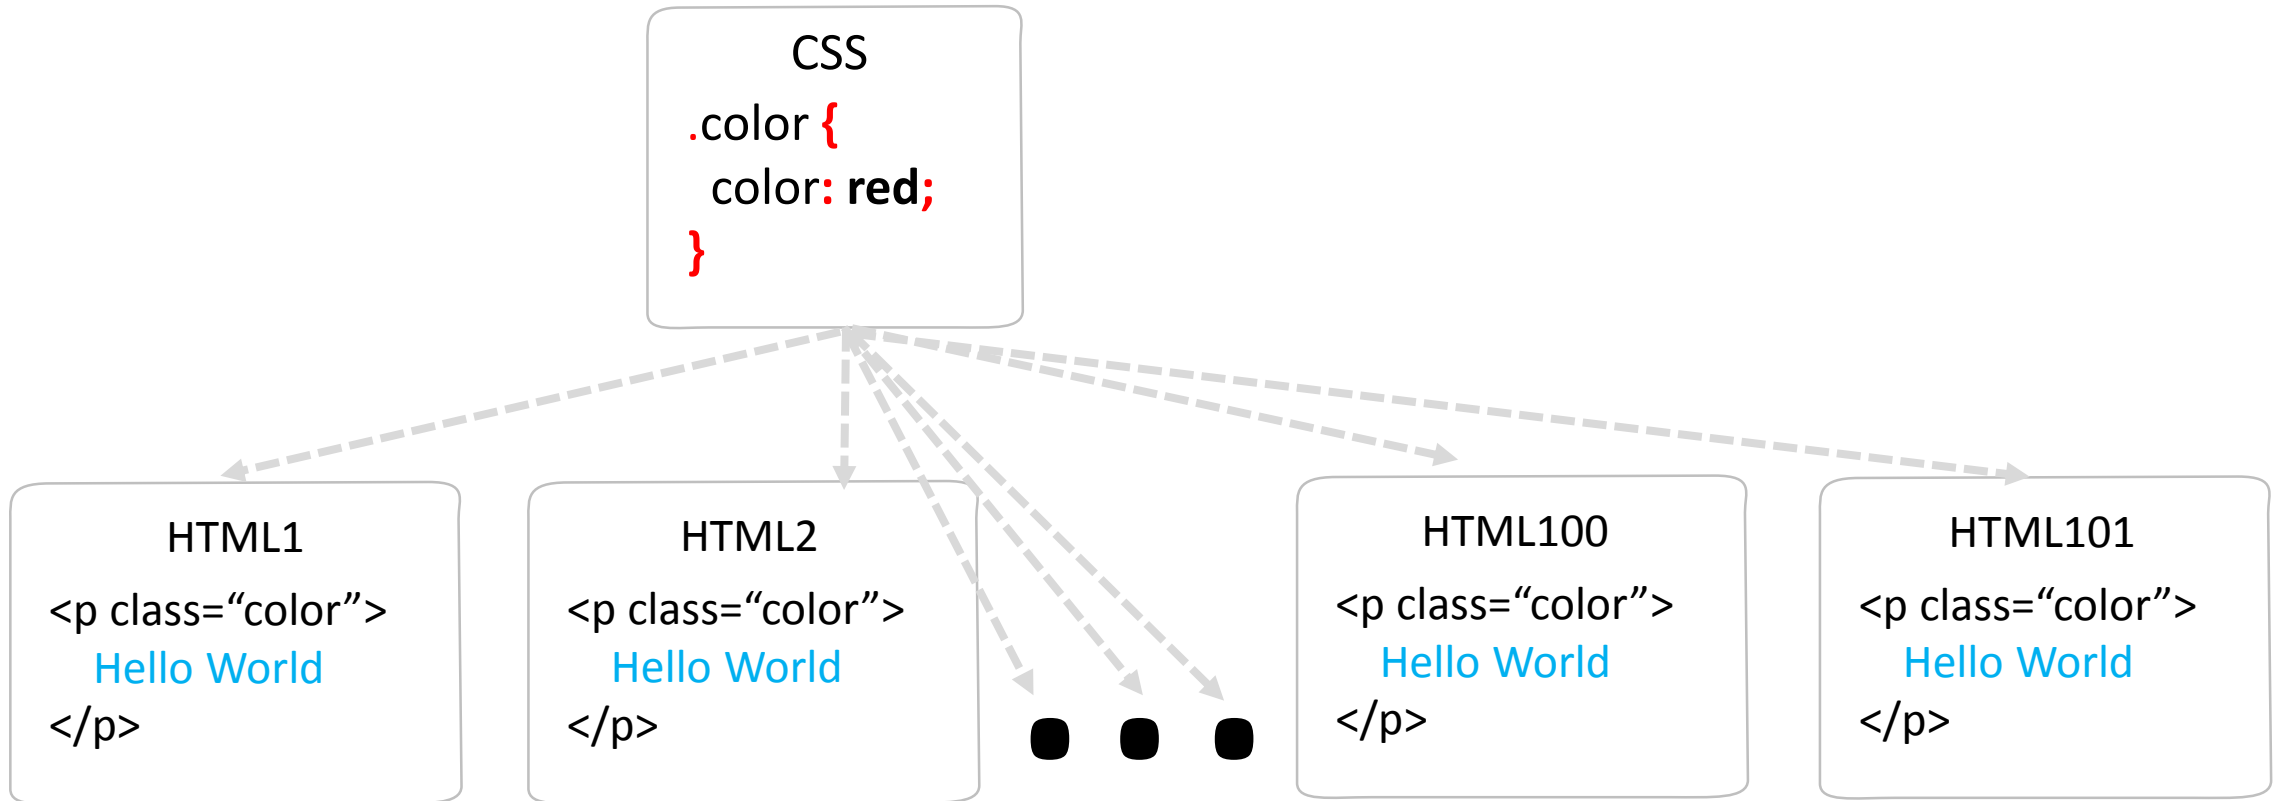 CSS
.color {
color: red;
}
HTML1
<p class=“color”>
Hello World
</p>
HTML2
<p class=“color”>
Hello World
</p>
HTML100
<p class=“color”>
Hello World
</p>
HTML101
<p class=“color”>
Hello World
</p>